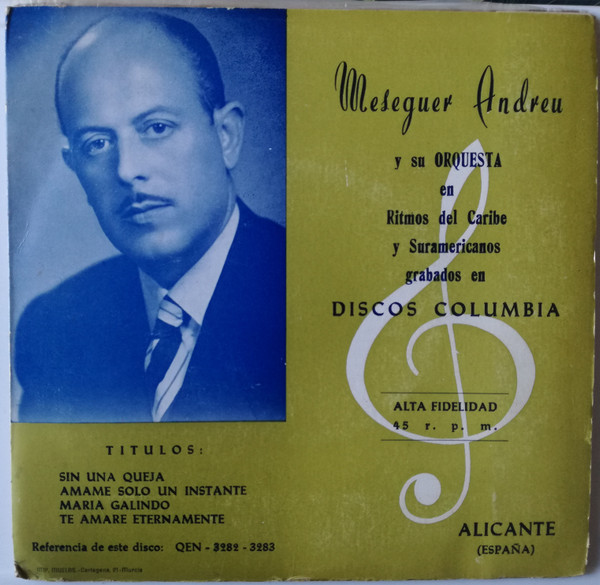 Meseguer Andreu
y su ORQUESTA
en
Ritmos del Caribe
y Suramericanos
grabados en
DISCOS COLUMBIA
ALTA FIDELIDAD
45 r. p. m.
TITULOS:
SIN UNA QUEJA
AMAME SOLO UN INSTANTE
MARIA GALINDO
TE AMARE ETERNAMENTE
Referencia de este disco: QEN - 3282 - 3283
ALICANTE
(ESPAÑA)
Cartagena, Murcia